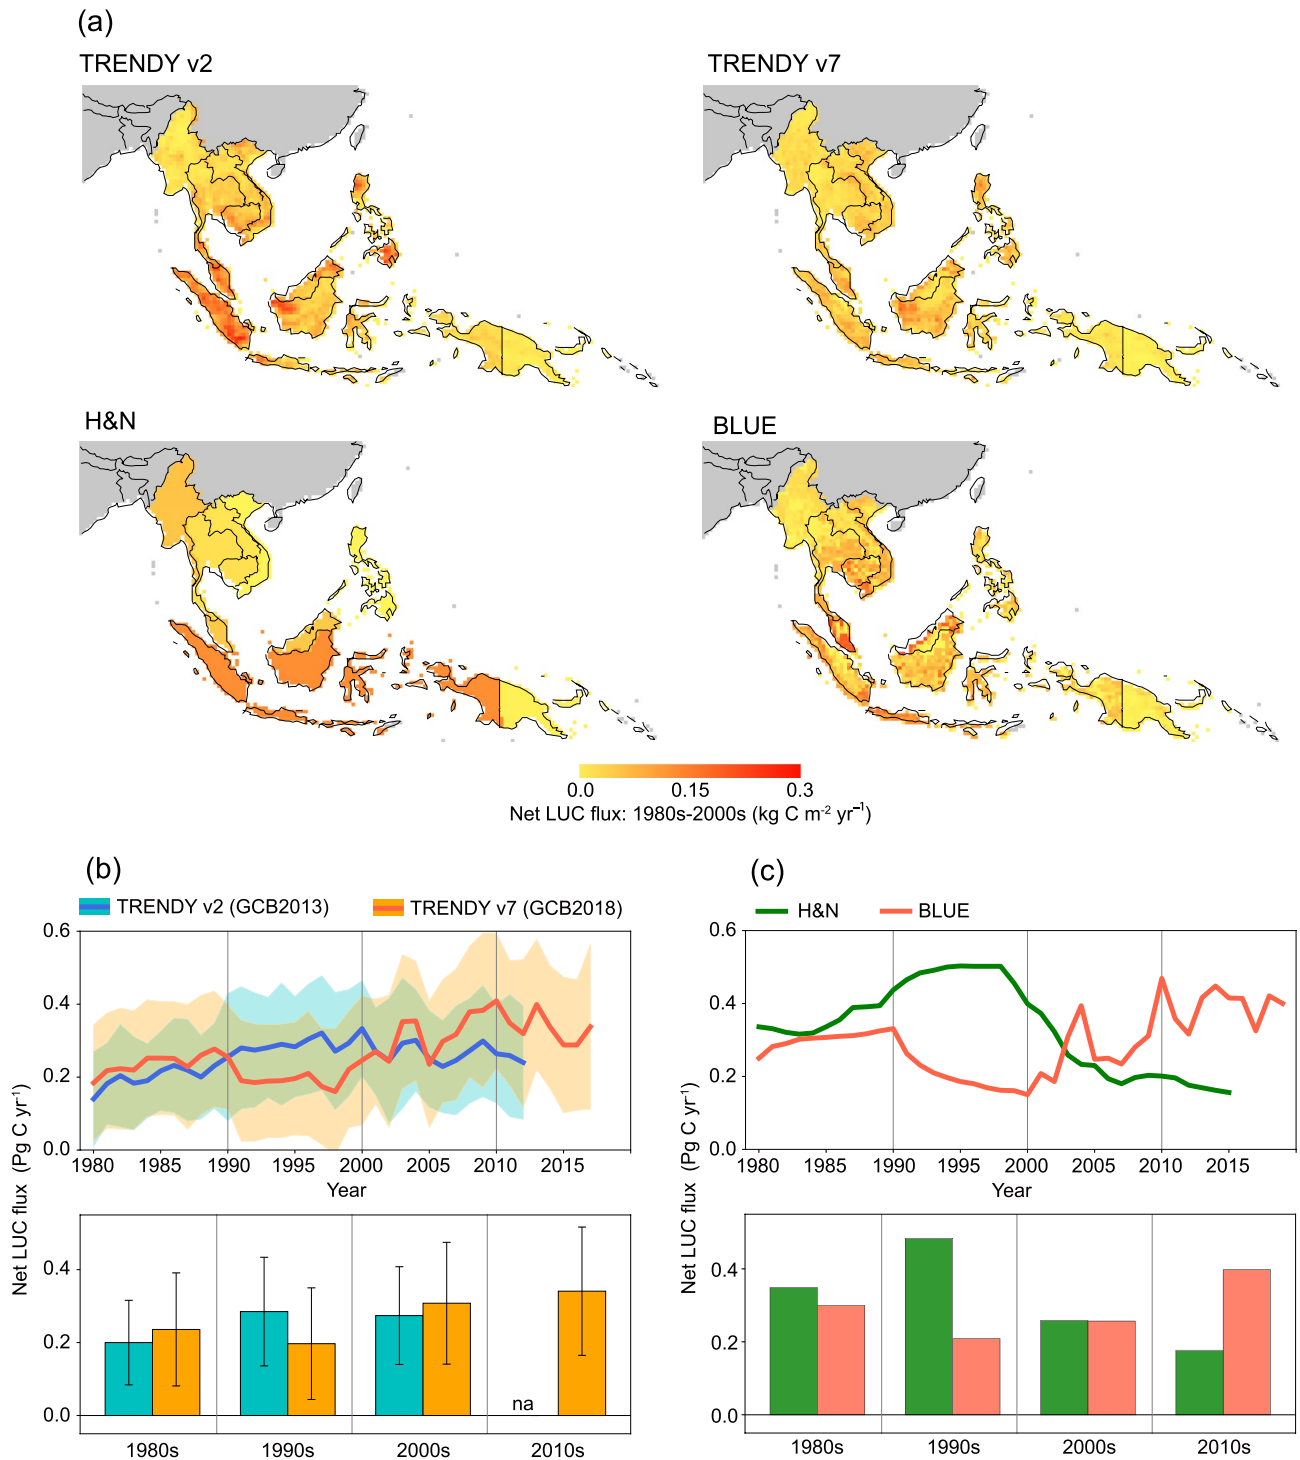 (a)
TRENDY v2
TRENDY v7
H&N
BLUE
0.0 0.15 0.3
Net LUC flux: 1980s-2000s (kg C m⁻² yr⁻¹)
(b)
TRENDY v2 (GCB2013) TRENDY v7 (GCB2018)
0.6
0.4
0.2
0.0
1980 1985 1990 1995 2000 2005 2010 2015
Year
Net LUC flux (Pg C yr⁻¹)
0.4
0.2
0.0
na
1980s 1990s 2000s 2010s
(c)
H&N BLUE
0.6
0.4
0.2
0.0
1980 1985 1990 1995 2000 2005 2010 2015
Year
Net LUC flux (Pg C yr⁻¹)
0.4
0.2
0.0
1980s 1990s 2000s 2010s